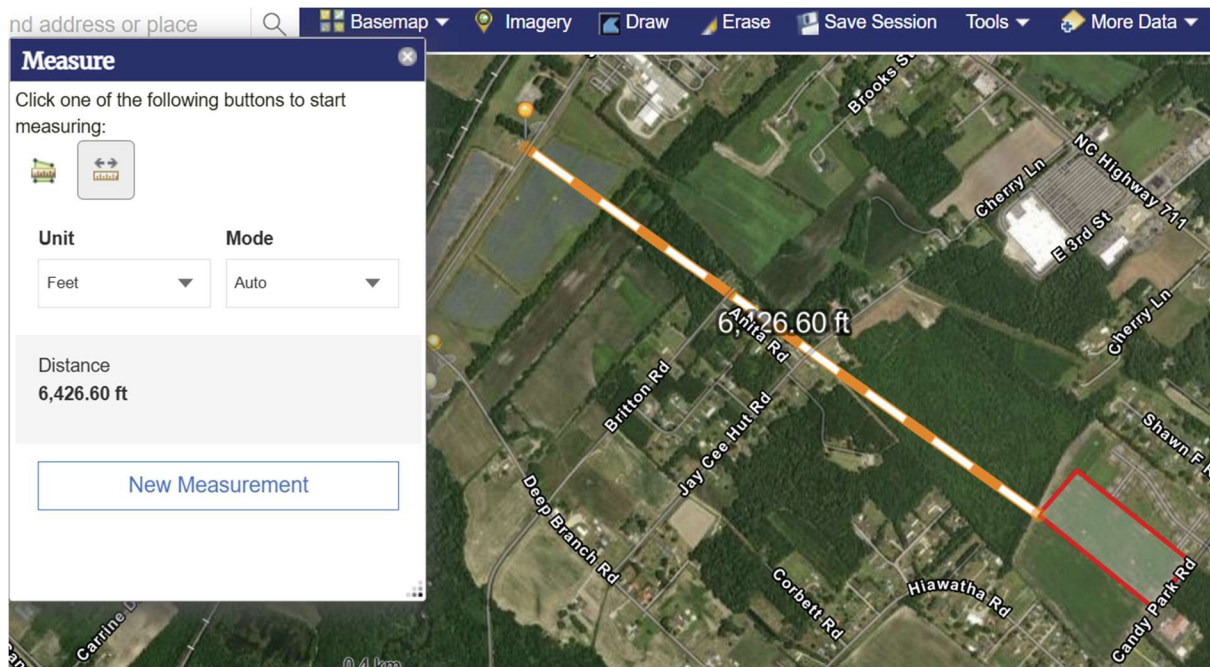 nd address or place
Basemap
Imagery
Draw
Erase
Save Session
Tools
More Data
Measure
Click one of the following buttons to start
measuring:
Unit
Mode
Feet
Auto
Distance
6,426.60 ft
New Measurement
Brooks St
NC Highway 711
Cherry Ln
E 3rd St
6,426.60 ft
Anita Rd
Cherry Ln
Britton Rd
Jay Cee Hut Rd
Shawn F
Deep Branch Rd
Corbett Rd
Hiawatha Rd
Candy Park Rd
Carrine
0.4 km